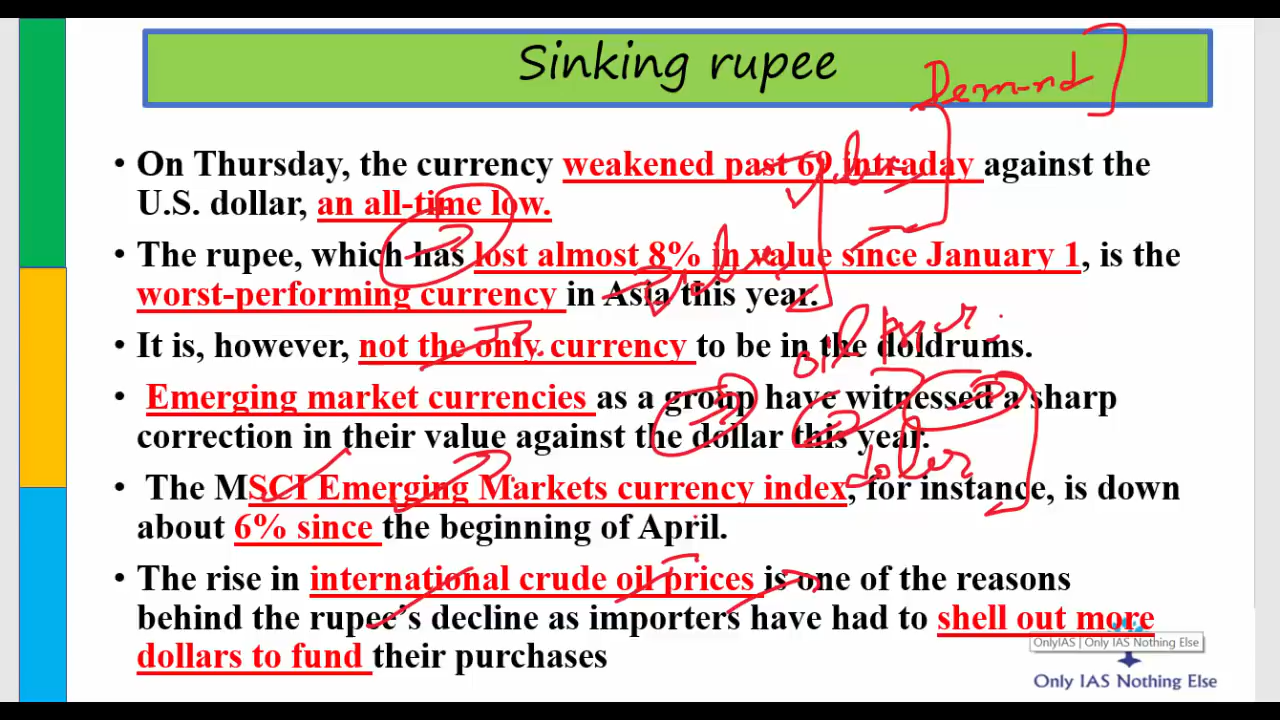 Sinking rupee
Demand
• On Thursday, the currency weakened past 69 intraday against the
U.S. dollar, an all-time low.
• The rupee, which has lost almost 8% in value since January 1, is the
worst-performing currency in Asia this year.
• It is, however, not the only currency to be in the doldrums.
oil
• Emerging market currencies as a group have witnessed a sharp
correction in their value against the dollar this year.
• The MSCI Emerging Markets currency index, for instance, is down
about 6% since the beginning of April.
• The rise in international crude oil prices is one of the reasons
behind the rupee's decline as importers have had to shell out more
dollars to fund their purchases
OnlyIAS | Only IAS Nothing Else
Only IAS Nothing Else